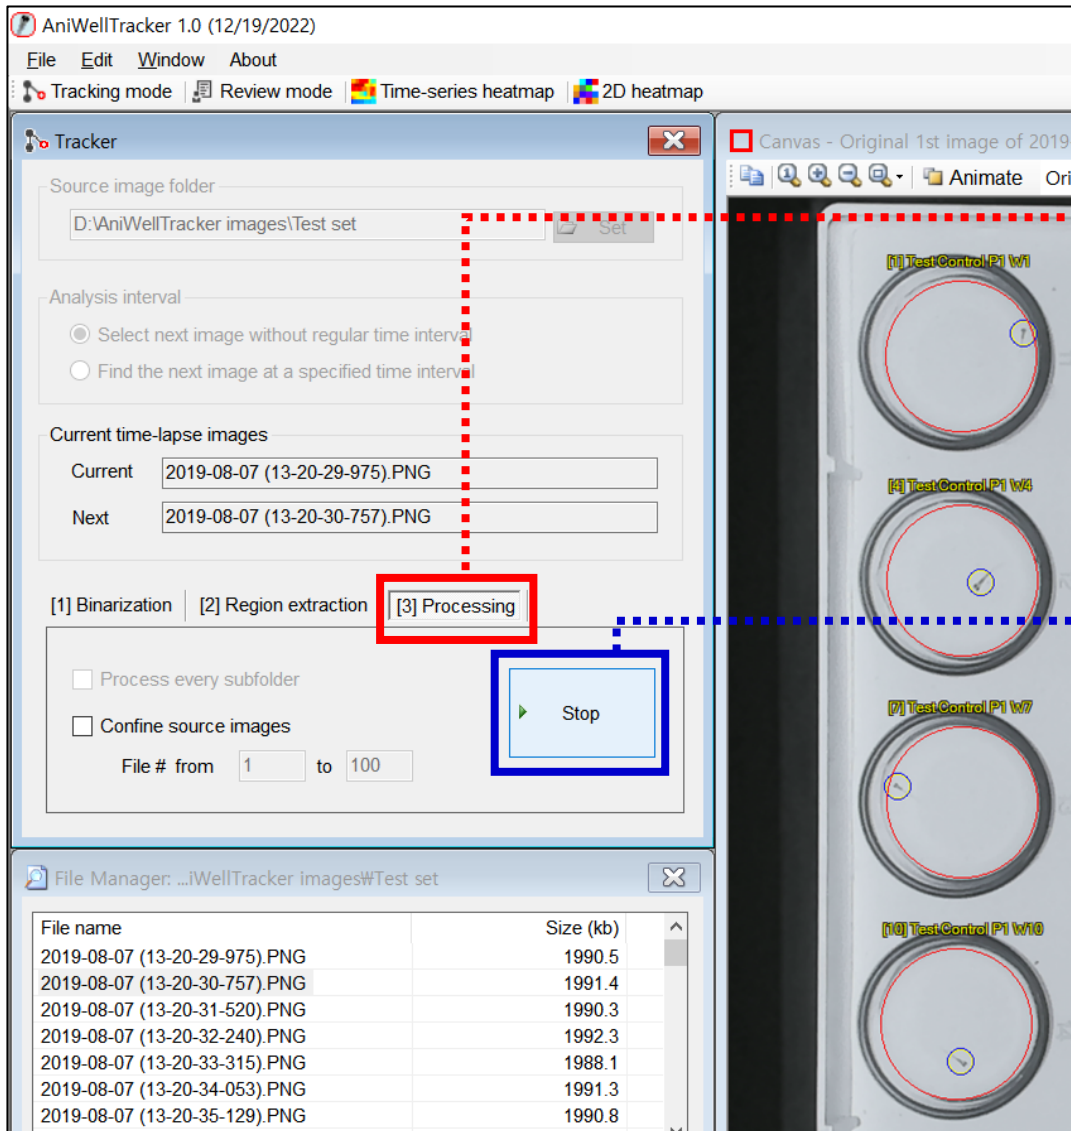 AniWellTracker 1.0 (12/19/2022)
File Edit Window About
Tracking mode Review mode Time-series heatmap 2D heatmap
Tracker
Source image folder
D:\AniWellTracker images\Test set Set
Analysis interval
Select next image without regular time interval
Find the next image at a specified time interval
Current time-lapse images
Current 2019-08-07 (13-20-29-975).PNG
Next 2019-08-07 (13-20-30-757).PNG
[1] Binarization [2] Region extraction [3] Processing
Process every subfolder
Confine source images
File # from 1 to 100
Stop
File Manager: ...iWellTracker images₩Test set
File name Size (kb)
2019-08-07 (13-20-29-975).PNG 1990.5
2019-08-07 (13-20-30-757).PNG 1991.4
2019-08-07 (13-20-31-520).PNG 1990.3
2019-08-07 (13-20-32-240).PNG 1992.3
2019-08-07 (13-20-33-315).PNG 1988.1
2019-08-07 (13-20-34-053).PNG 1991.3
2019-08-07 (13-20-35-129).PNG 1990.8
Canvas - Original 1st image of 2019
Animate Ori
[1] Test Control P1 W1
[4] Test Control P1 W4
[7] Test Control P1 W7
[10] Test Control P1 W10